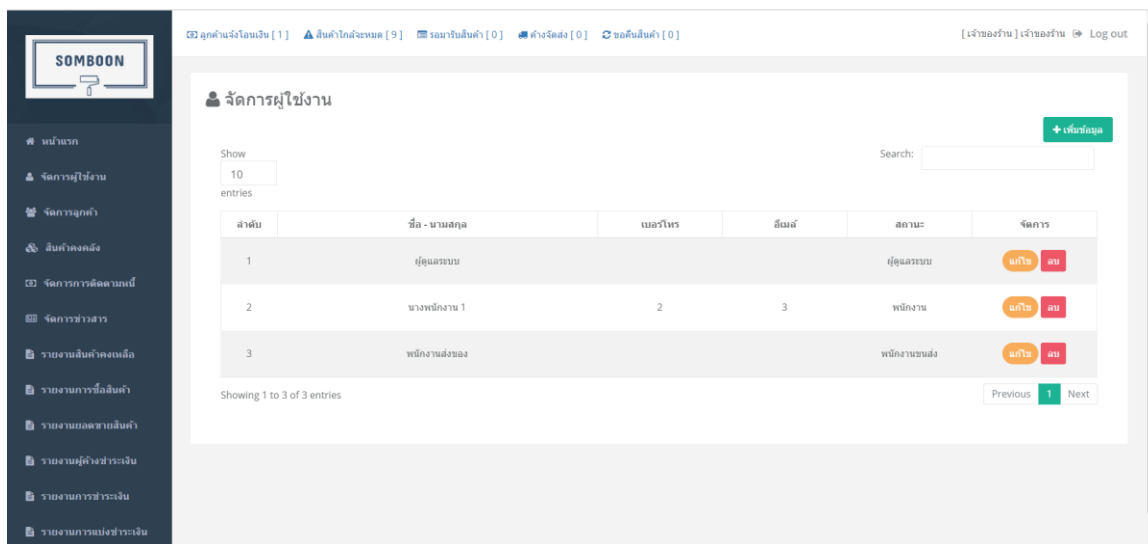 SOMBOON
ลูกค้าแจ้งโอนเงิน [ 1 ] สินค้าใกล้จะหมด [ 9 ] รอมารับสินค้า [ 0 ] ค้างจัดส่ง [ 0 ] ขอคืนสินค้า [ 0 ] [ เจ้าของร้าน ] เจ้าของร้าน Log out
หน้าแรก
จัดการผู้ใช้งาน
จัดการลูกค้า
สินค้าคงคลัง
จัดการการติดตามหนี้
จัดการข่าวสาร
รายงานสินค้าคงเหลือ
รายงานการซื้อสินค้า
รายงานยอดขายสินค้า
รายงานผู้ค้างชำระเงิน
รายงานการชำระเงิน
รายงานการแบ่งชำระเงิน
จัดการผู้ใช้งาน
เพิ่มข้อมูล
Show
10
entries
Search:
ลำดับ ชื่อ - นามสกุล เบอร์โทร อีเมล์ สถานะ จัดการ
1 ผู้ดูแลระบบ ผู้ดูแลระบบ แก้ไข ลบ
2 นางพนักงาน 1 2 3 พนักงาน แก้ไข ลบ
3 พนักงานส่งของ พนักงานขนส่ง แก้ไข ลบ
Showing 1 to 3 of 3 entries
Previous 1 Next